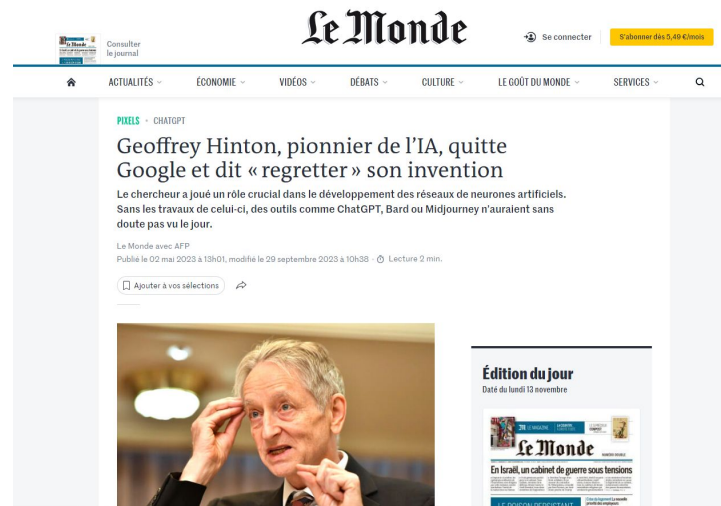 Consulter
le journal
Le Monde
Se connecter
S'abonner dès 5,49 €/mois
ACTUALITÉS
ÉCONOMIE
VIDÉOS
DÉBATS
CULTURE
LE GOÛT DU MONDE
SERVICES
PIXELS • CHATGPT
Geoffrey Hinton, pionnier de l'IA, quitte
Google et dit « regretter » son invention
Le chercheur a joué un rôle crucial dans le développement des réseaux de neurones artificiels.
Sans les travaux de celui-ci, des outils comme ChatGPT, Bard ou Midjourney n'auraient sans
doute pas vu le jour.
Le Monde avec AFP
Publié le 02 mai 2023 à 13h01, modifié le 29 septembre 2023 à 10h38 · Lecture 2 min.
Ajouter à vos sélections
Édition du jour
Daté du lundi 13 novembre
Le Monde
En Israël, un cabinet de guerre sous tensions
LE POISON PERSISTANT